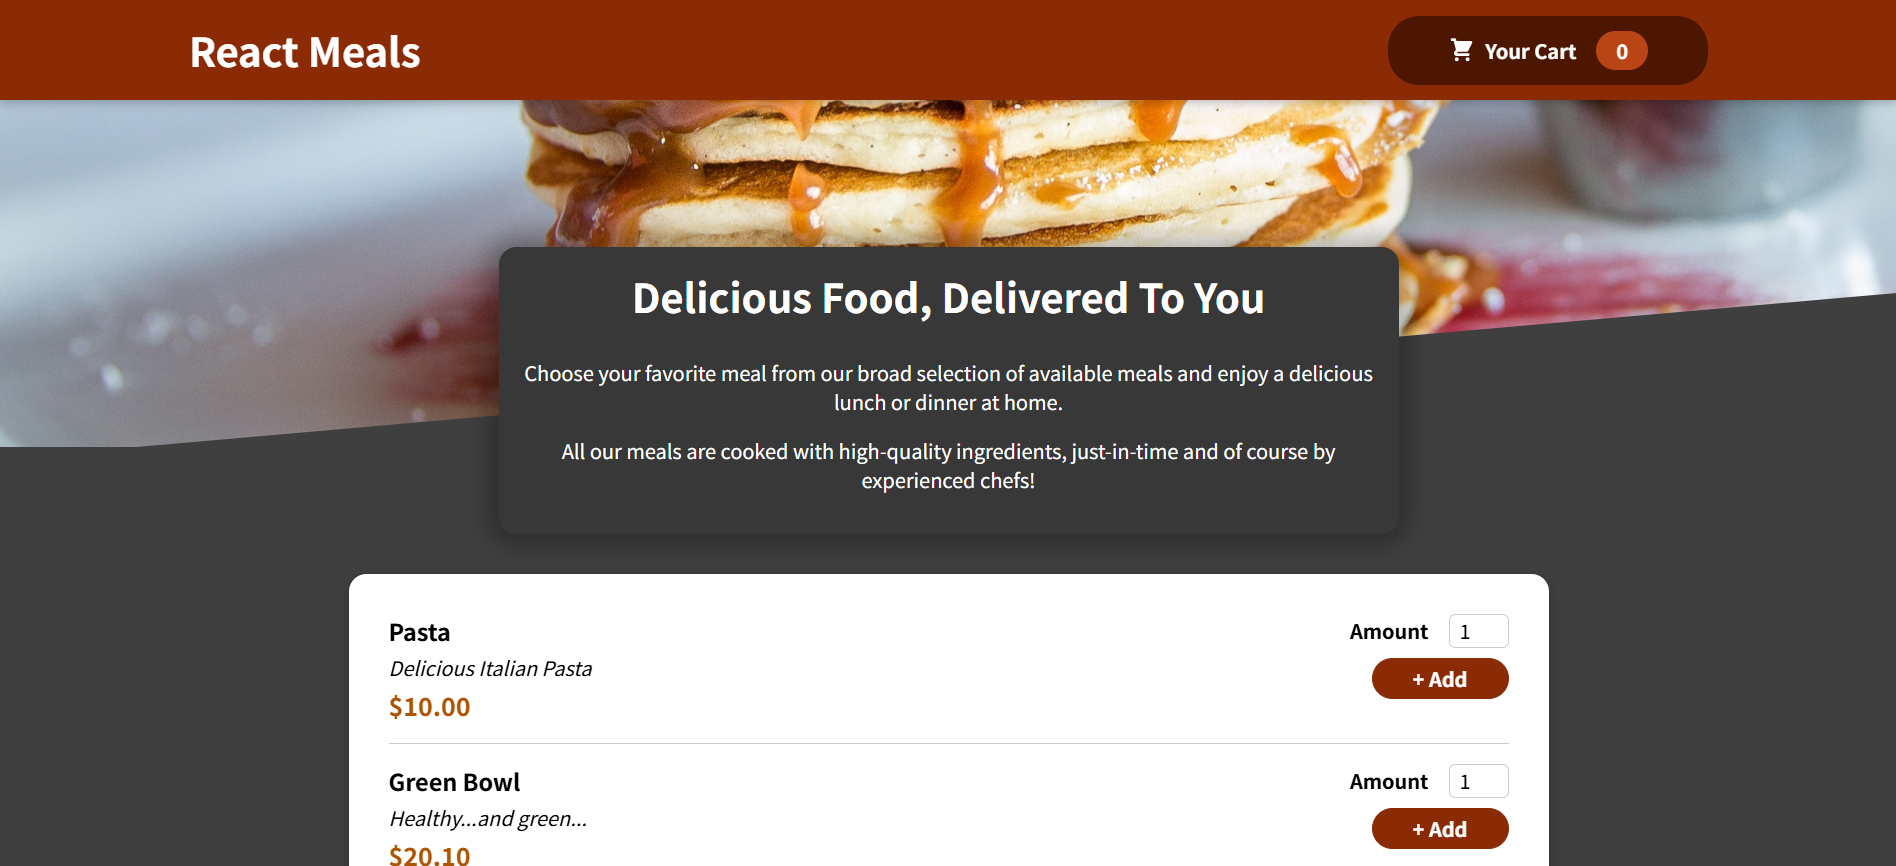 React Meals
Your Cart 0
Delicious Food, Delivered To You
Choose your favorite meal from our broad selection of available meals and enjoy a delicious
lunch or dinner at home.
All our meals are cooked with high-quality ingredients, just-in-time and of course by
experienced chefs!
Pasta
Delicious Italian Pasta
$10.00
Amount 1
+ Add
Green Bowl
Healthy...and green...
$20.10
Amount 1
+ Add